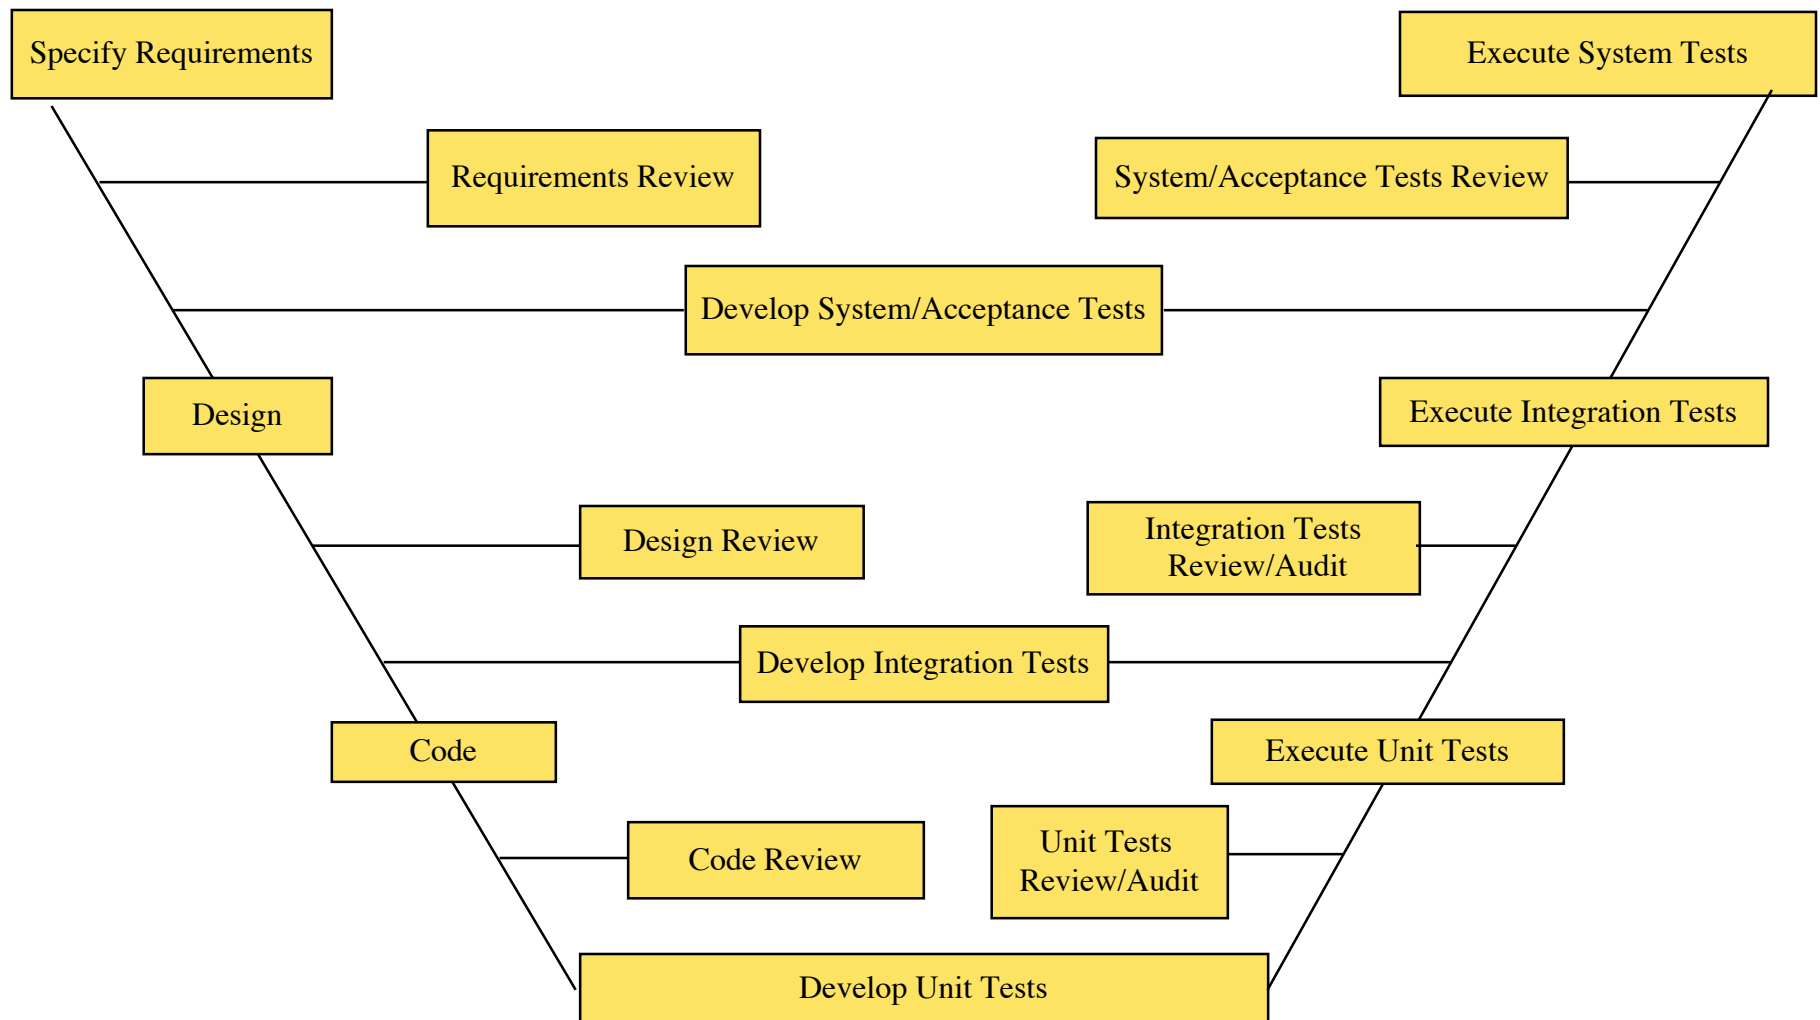 Specify Requirements
Execute System Tests
Requirements Review
System/Acceptance Tests Review
Develop System/Acceptance Tests
Design
Execute Integration Tests
Design Review
Integration Tests
Review/Audit
Develop Integration Tests
Code
Execute Unit Tests
Code Review
Unit Tests
Review/Audit
Develop Unit Tests